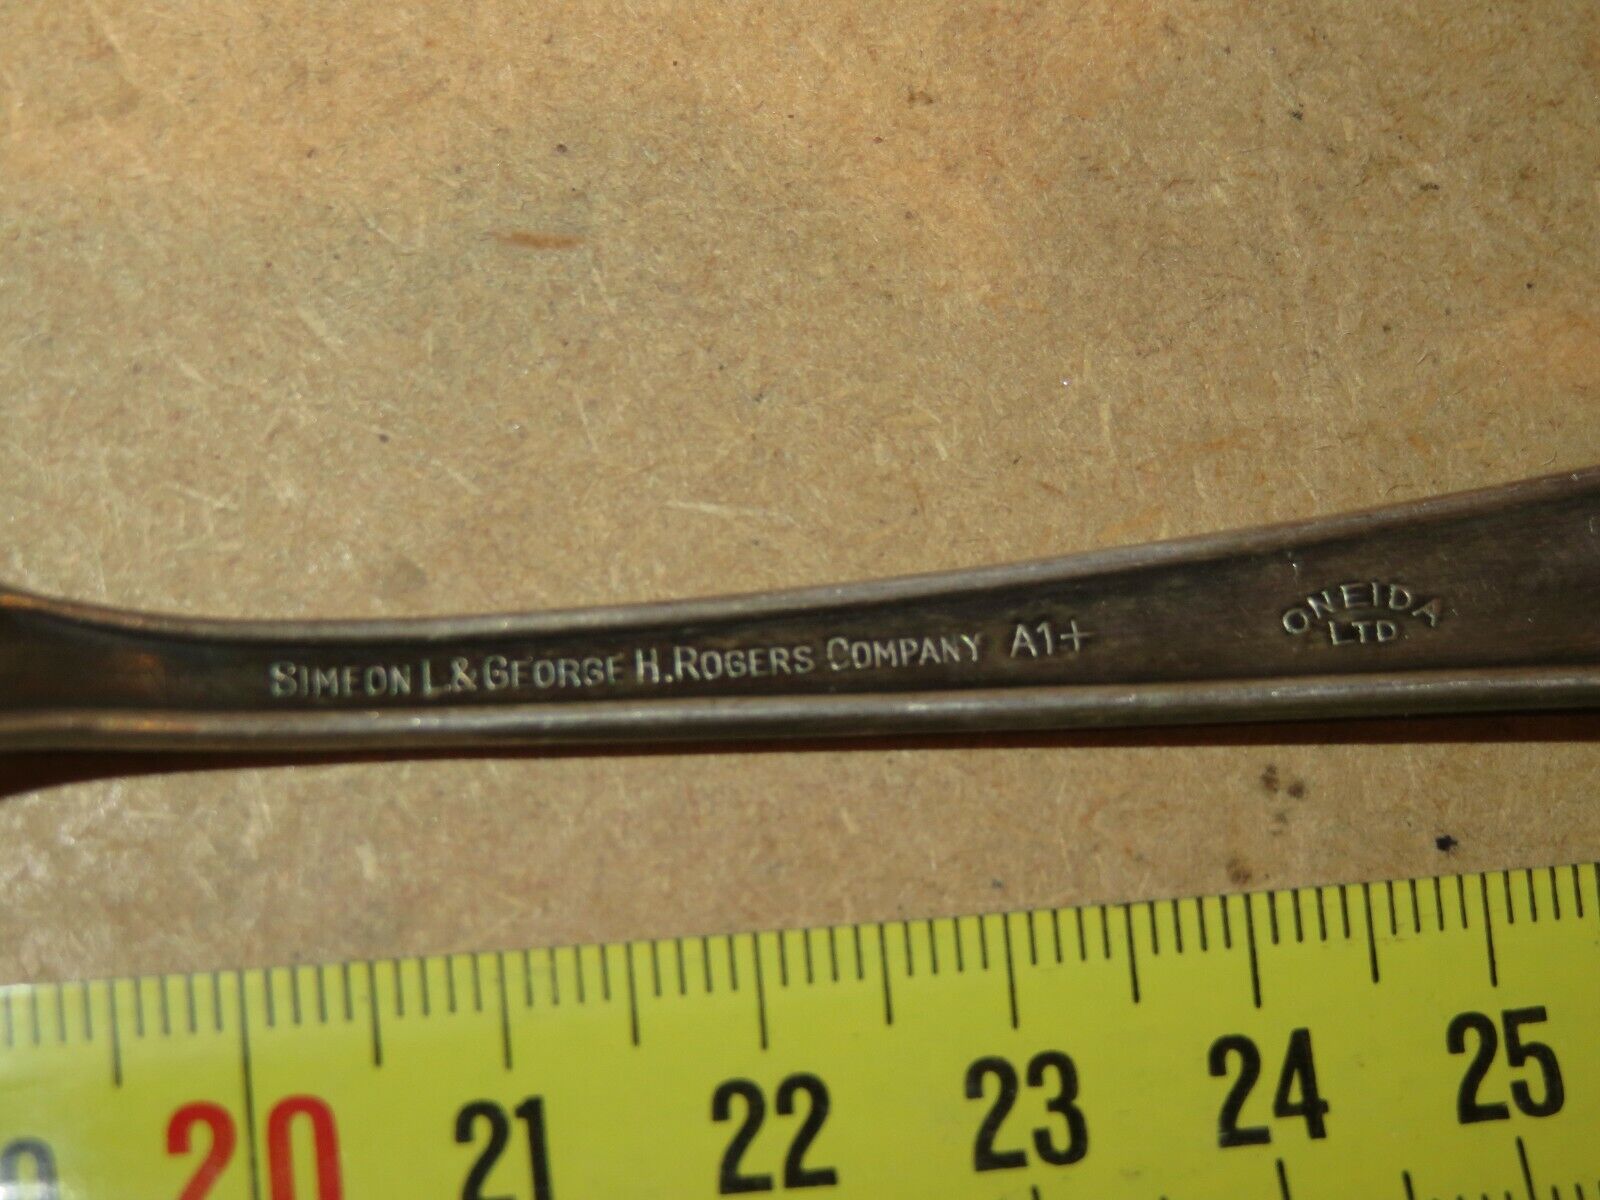 SIMEON L. & GEORGE H. ROGERS COMPANY A1+
ONEIDA
LTD.
20 21 22 23 24 25